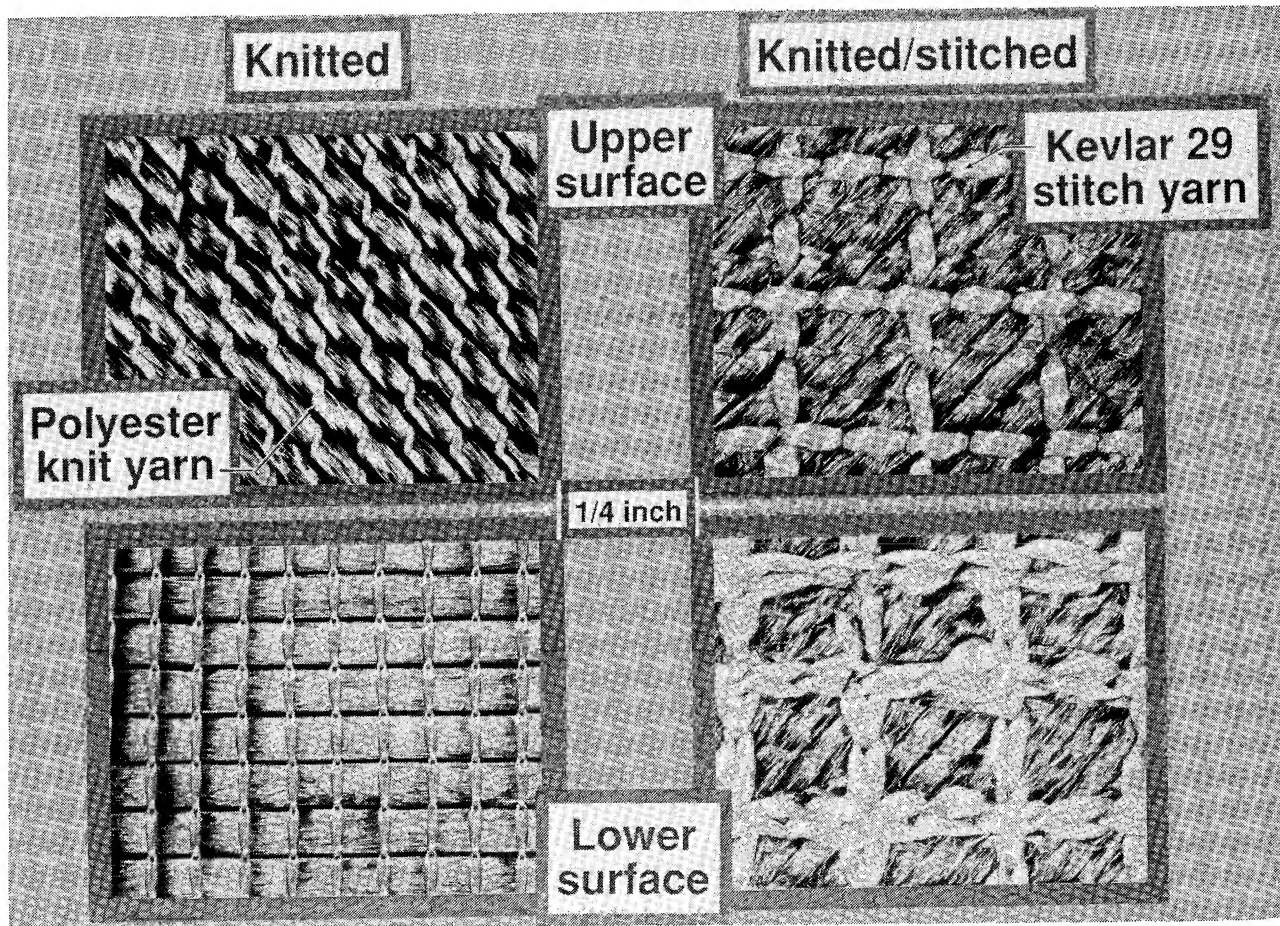 Knitted
Knitted/stitched
Upper
surface
Kevlar 29
stitch yarn
Polyester
knit yarn
1/4 inch
Lower
surface